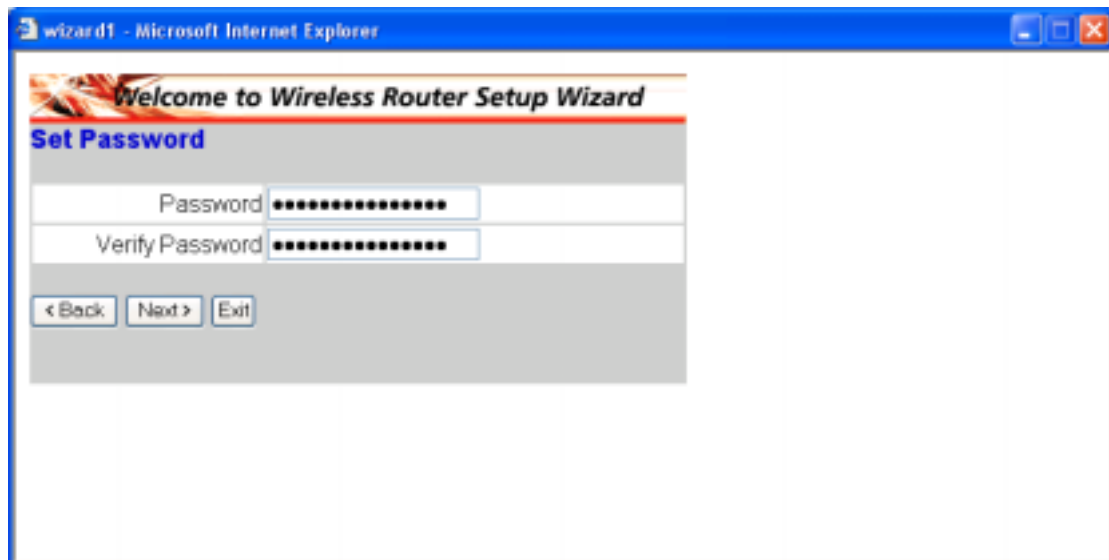 wizard1 - Microsoft Internet Explorer
Welcome to Wireless Router Setup Wizard
Set Password
Password •••••••••••••••
Verify Password •••••••••••••••
< Back Next > Exit